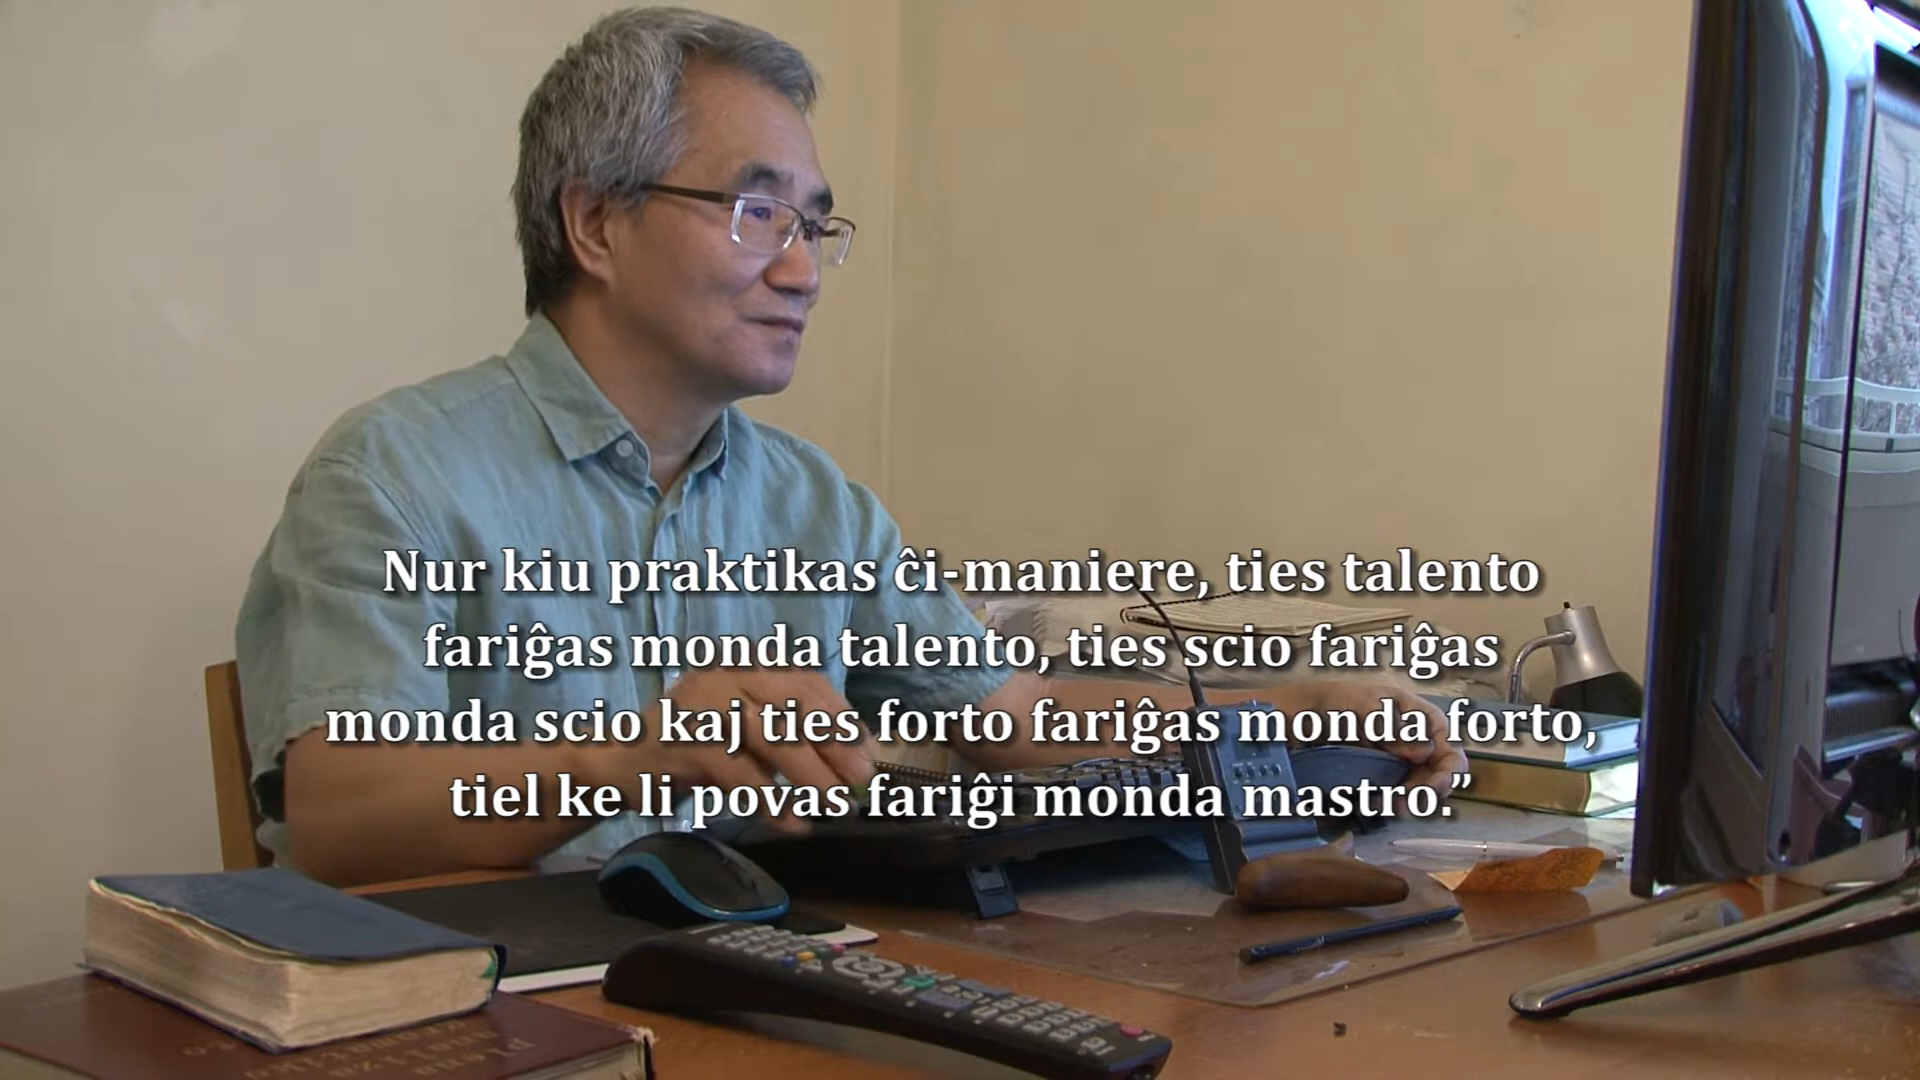 Nur kiu praktikas ĉi-maniere, ties talento
fariĝas monda talento, ties scio fariĝas
monda scio kaj ties forto fariĝas monda forto,
tiel ke li povas fariĝi monda mastro.”